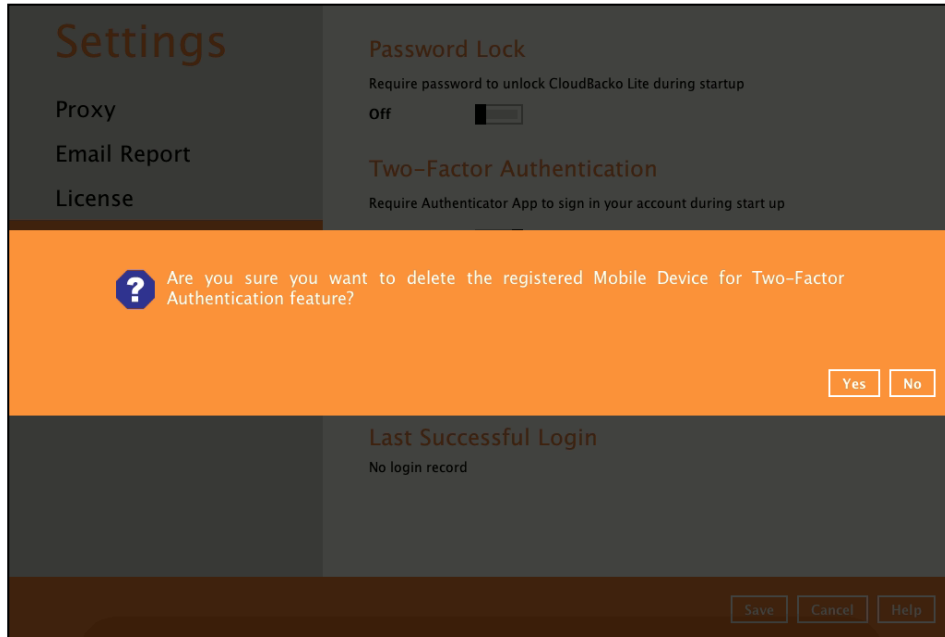 Settings
Proxy
Email Report
License
Password Lock
Require password to unlock CloudBacko Lite during startup
Off
Two-Factor Authentication
Require Authenticator App to sign in your account during start up
Are you sure you want to delete the registered Mobile Device for Two-Factor
Authentication feature?
Yes No
Last Successful Login
No login record
Save Cancel Help